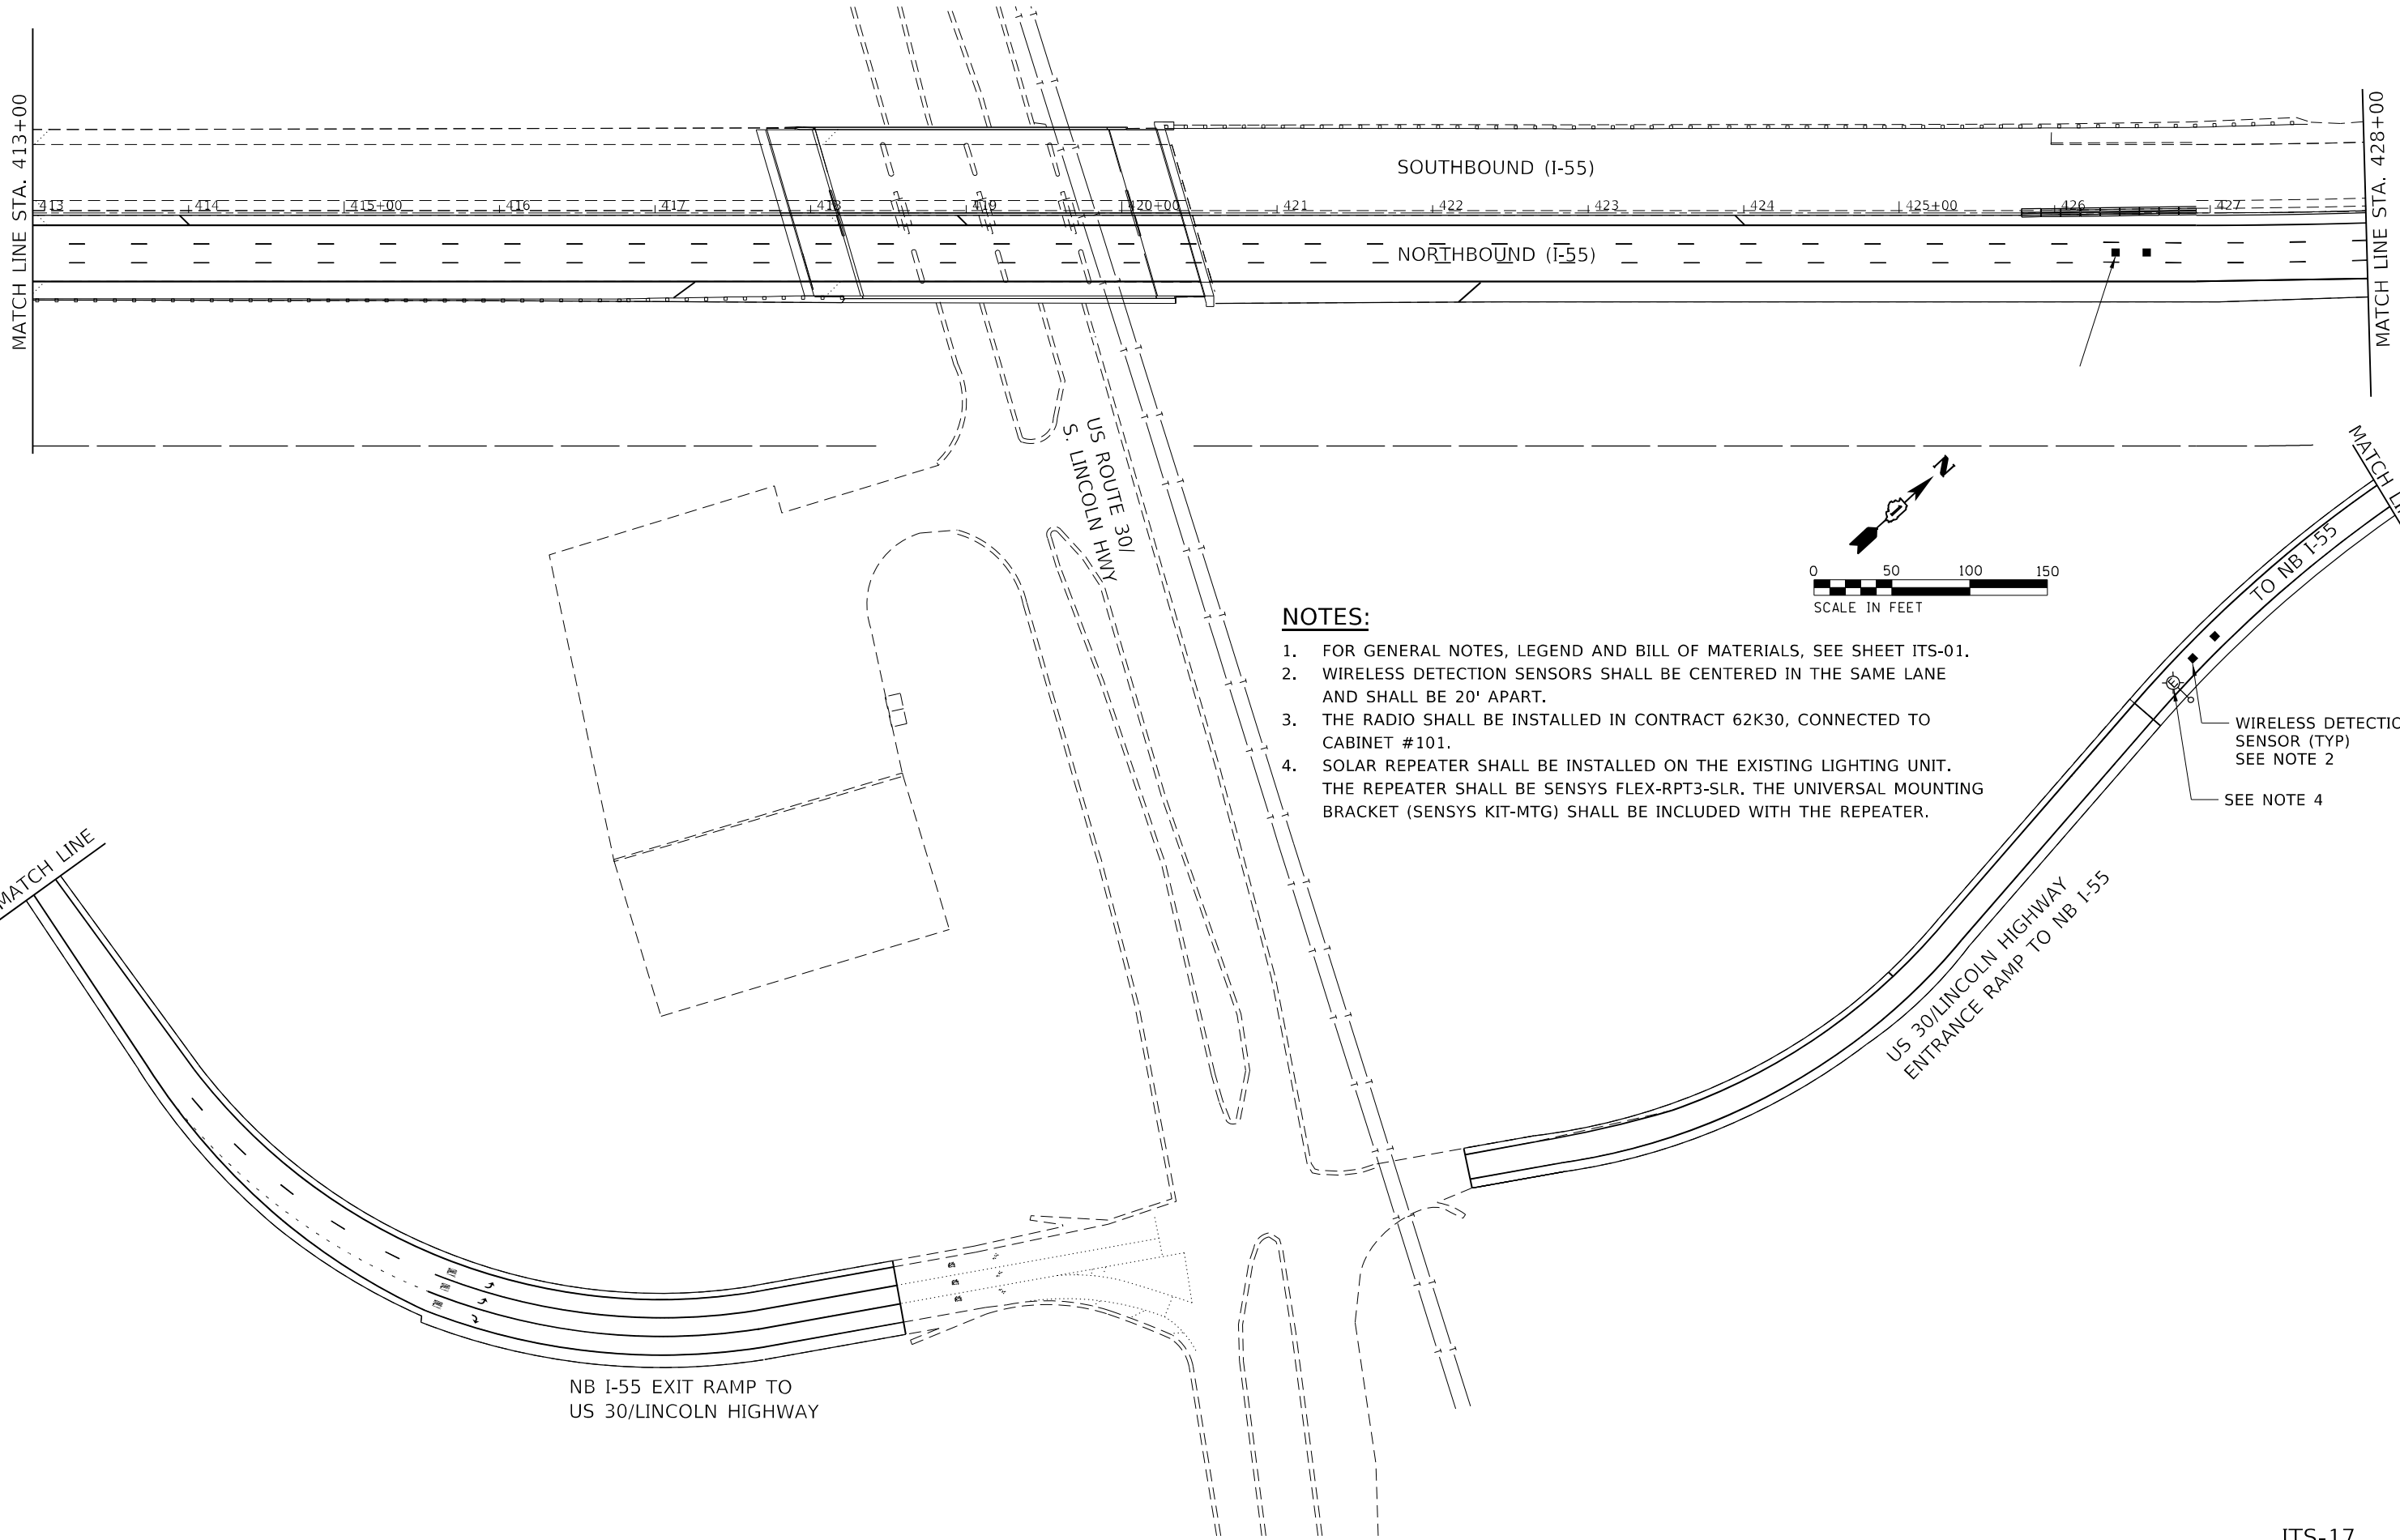 MATCH LINE STA. 413+00
MATCH LINE STA. 428+00
SOUTHBOUND (I-55)
413 414 415+00 416 417 418 419 420+00 421 422 423 424 425+00 426 427
NORTHBOUND (I-55)
US ROUTE 30/
S. LINCOLN HWY
N
0 50 100 150
SCALE IN FEET
MATCH
TO NB I-55
NOTES:
1. FOR GENERAL NOTES, LEGEND AND BILL OF MATERIALS, SEE SHEET ITS-01.
2. WIRELESS DETECTION SENSORS SHALL BE CENTERED IN THE SAME LANE
AND SHALL BE 20' APART.
3. THE RADIO SHALL BE INSTALLED IN CONTRACT 62K30, CONNECTED TO
CABINET #101.
4. SOLAR REPEATER SHALL BE INSTALLED ON THE EXISTING LIGHTING UNIT.
THE REPEATER SHALL BE SENSYS FLEX-RPT3-SLR. THE UNIVERSAL MOUNTING
BRACKET (SENSYS KIT-MTG) SHALL BE INCLUDED WITH THE REPEATER.
E
WIRELESS DETECTIO
SENSOR (TYP)
SEE NOTE 2
SEE NOTE 4
MATCH LINE
US 30/LINCOLN HIGHWAY
ENTRANCE RAMP TO NB I-55
NB I-55 EXIT RAMP TO
US 30/LINCOLN HIGHWAY
ITS-17